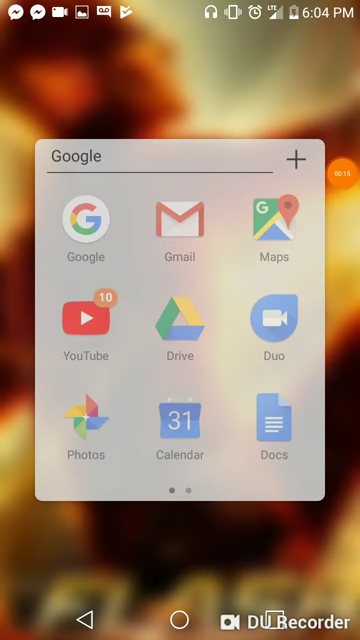 LTE 6:04 PM
Google
00:15
Google Gmail Maps
10
YouTube Drive Duo
31
Photos Calendar Docs
DU Recorder